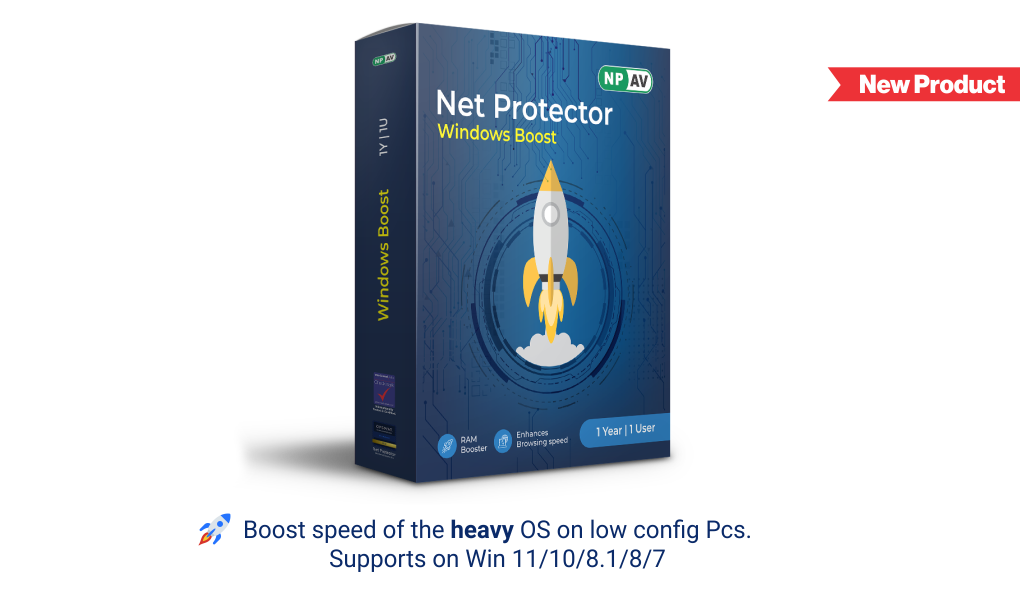 New Product
NP AV
Net Protector
Windows Boost
RAM
Booster
Enhances
Browsing speed
1 Year | 1 User
NP AV
1Y | 1U
Windows Boost
Boost speed of the heavy OS on low config Pcs.
Supports on Win 11/10/8.1/8/7